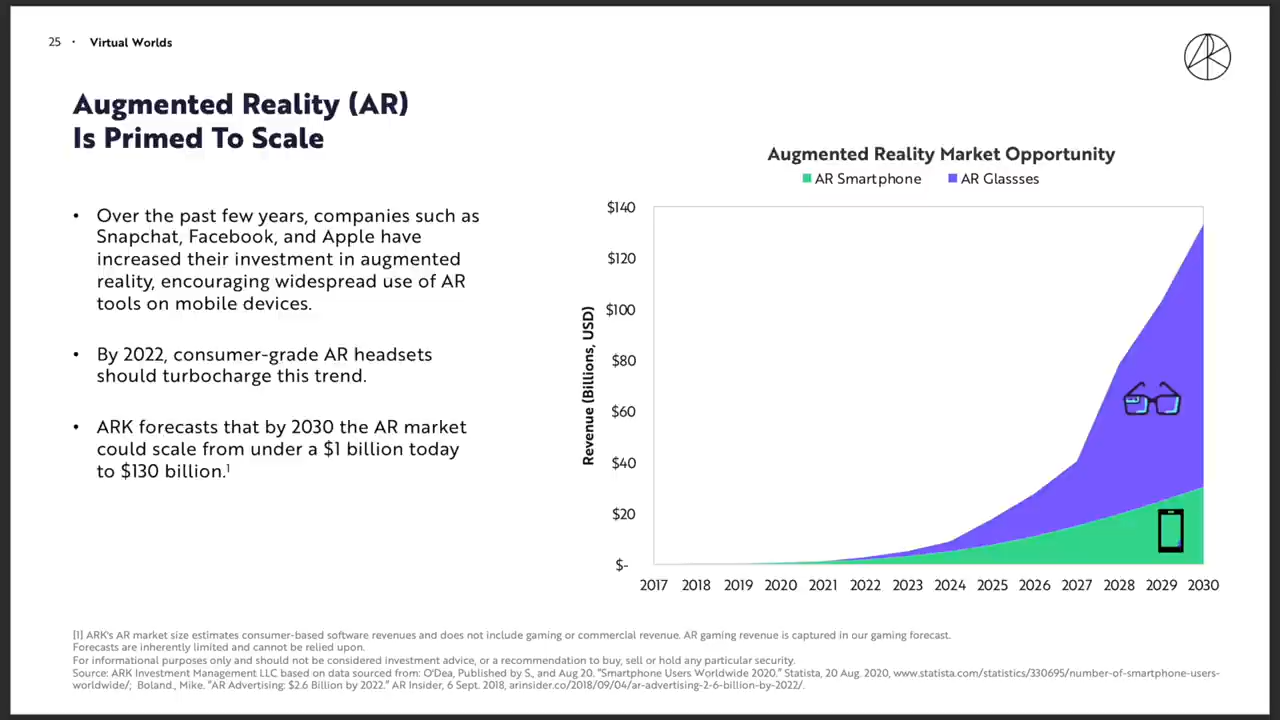 25 • Virtual Worlds
Augmented Reality (AR)
Is Primed To Scale
• Over the past few years, companies such as
Snapchat, Facebook, and Apple have
increased their investment in augmented
reality, encouraging widespread use of AR
tools on mobile devices.
• By 2022, consumer-grade AR headsets
should turbocharge this trend.
• ARK forecasts that by 2030 the AR market
could scale from under a $1 billion today
to $130 billion.¹
Augmented Reality Market Opportunity
AR Smartphone AR Glassses
Revenue (Billions, USD)
$140
$120
$100
$80
$60
$40
$20
$-
2017 2018 2019 2020 2021 2022 2023 2024 2025 2026 2027 2028 2029 2030
[1] ARK's AR market size estimates consumer-based software revenues and does not include gaming or commercial revenue. AR gaming revenue is captured in our gaming forecast.
Forecasts are inherently limited and cannot be relied upon.
For informational purposes only and should not be considered investment advice, or a recommendation to buy, sell or hold any particular security.
Source: ARK Investment Management LLC based on data sourced from: O'Dea, Published by S., and Aug 20. "Smartphone Users Worldwide 2020." Statista, 20 Aug. 2020, www.statista.com/statistics/330695/number-of-smartphone-users-
worldwide/; Boland., Mike. "AR Advertising: $2.6 Billion by 2022." AR Insider, 6 Sept. 2018, arinsider.co/2018/09/04/ar-advertising-2-6-billion-by-2022/.